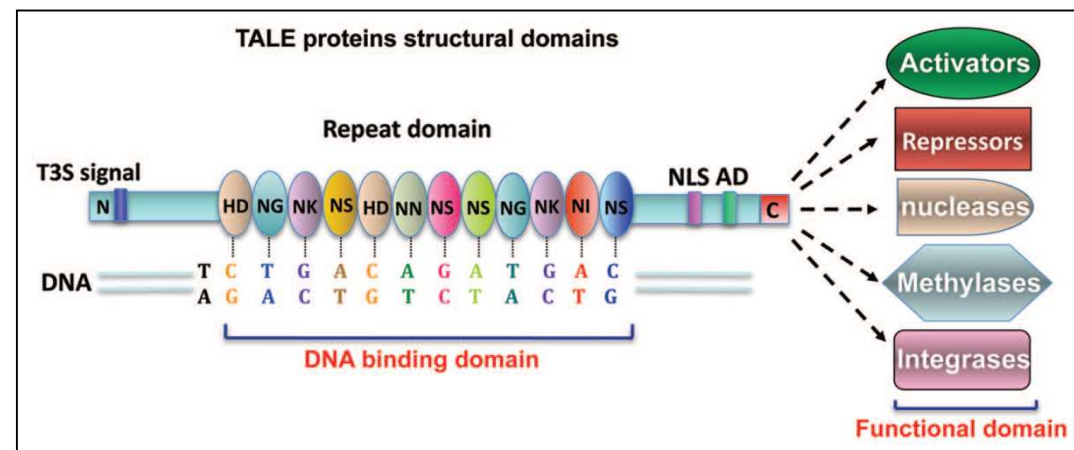 TALE proteins structural domains
Repeat domain
T3S signal
NLS AD
N HD NG NK NS HD NN NS NS NG NK NI NS C
DNA
T C T G A C A G A T G A C
A G A C T G T C T A C T G
DNA binding domain
Activators
Repressors
nucleases
Methylases
Integrases
Functional domain